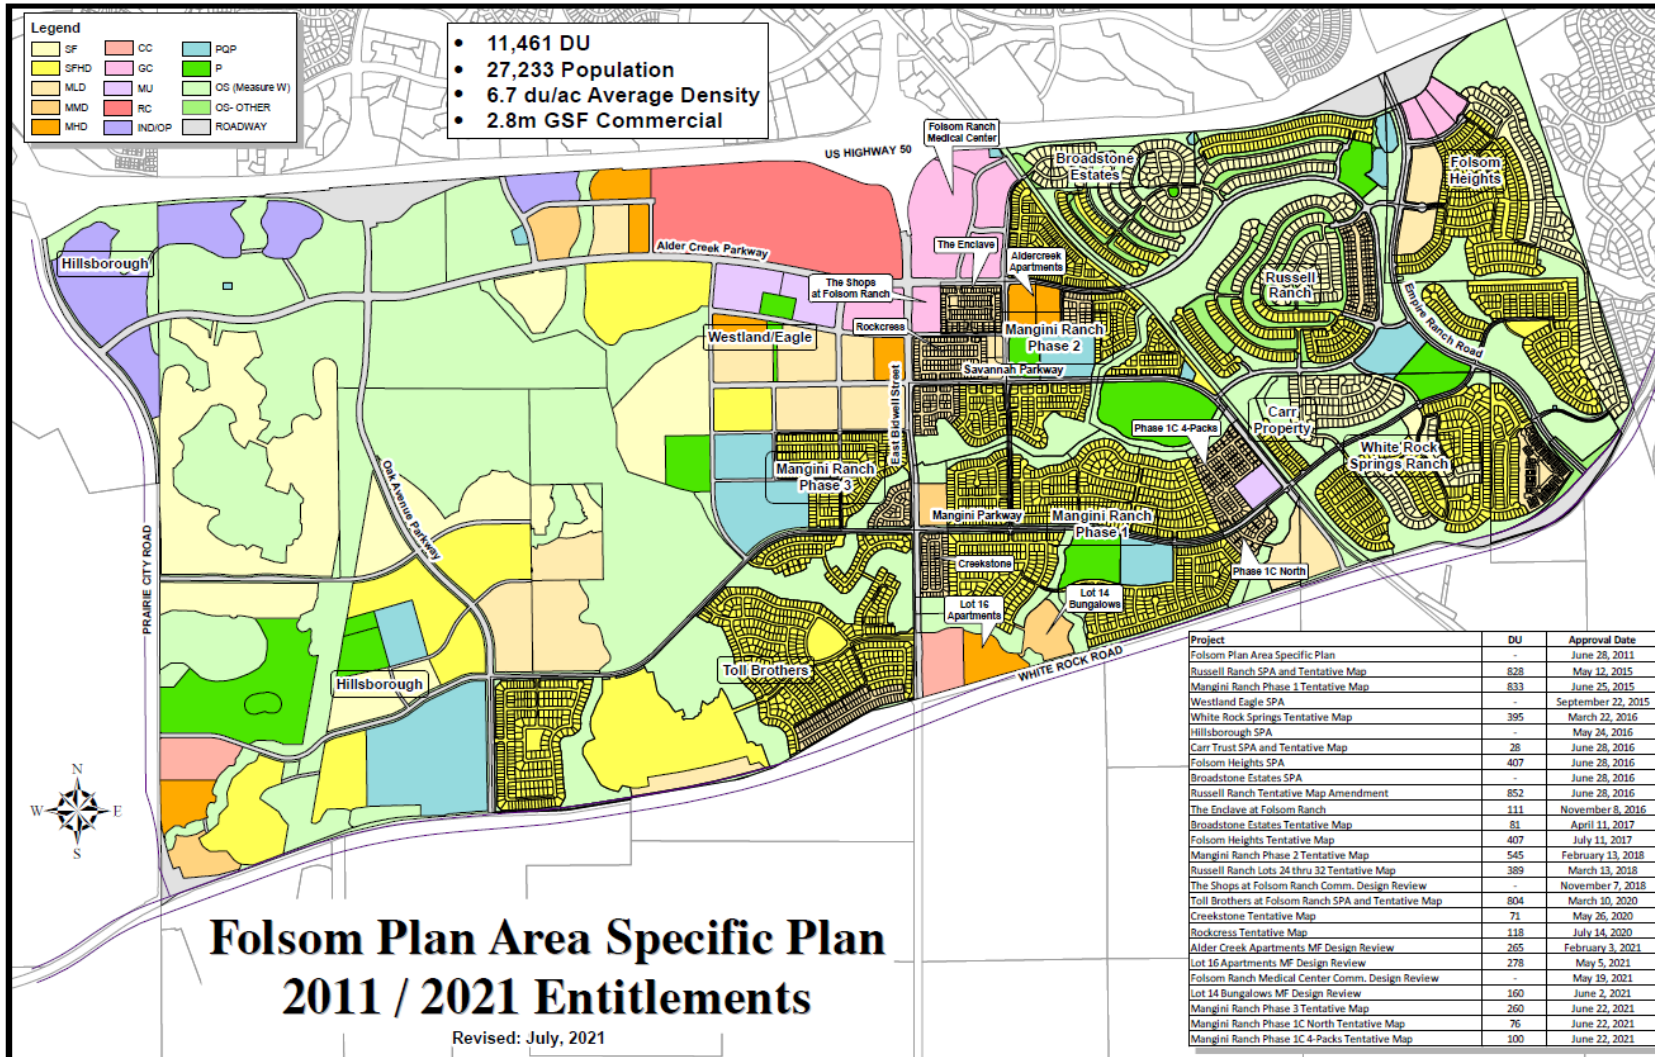 Legend
SF
SFHD
MLD
MMD
MHD
CC
GC
MU
RC
IND/OP
PQP
P
OS (Measure W)
OS- OTHER
ROADWAY
• 11,461 DU
• 27,233 Population
• 6.7 du/ac Average Density
• 2.8m GSF Commercial
US HIGHWAY 50
Folsom Ranch
Medical Center
Broadstone
Estates
Folsom
Heights
Hillsborough
Alder Creek Parkway
The Enclave
Aldercreek
Apartments
The Shops
at Folsom Ranch
Russell
Ranch
Empire Ranch Road
Rockcress
Westland/Eagle
Mangini Ranch
Phase 2
Savannah Parkway
East Bidwell Street
Carr
Property
Phase 1C 4-Packs
White Rock
Springs Ranch
Mangini Ranch
Phase 3
Oak Avenue Parkway
Mangini Parkway
Mangini Ranch
Phase 1
PRAIRIE CITY ROAD
Creekstone
Phase 1C North
Lot 16
Apartments
Lot 14
Bungalows
Toll Brothers
Hillsborough
WHITE ROCK ROAD
N
W E
S
Project DU Approval Date
Folsom Plan Area Specific Plan - June 28, 2011
Russell Ranch SPA and Tentative Map 828 May 12, 2015
Mangini Ranch Phase 1 Tentative Map 833 June 25, 2015
Westland Eagle SPA - September 22, 2015
White Rock Springs Tentative Map 395 March 22, 2016
Hillsborough SPA - May 24, 2016
Carr Trust SPA and Tentative Map 28 June 28, 2016
Folsom Heights SPA 407 June 28, 2016
Broadstone Estates SPA - June 28, 2016
Russell Ranch Tentative Map Amendment 852 June 28, 2016
The Enclave at Folsom Ranch 111 November 8, 2016
Broadstone Estates Tentative Map 81 April 11, 2017
Folsom Heights Tentative Map 407 July 11, 2017
Mangini Ranch Phase 2 Tentative Map 545 February 13, 2018
Russell Ranch Lots 24 thru 32 Tentative Map 389 March 13, 2018
The Shops at Folsom Ranch Comm. Design Review - November 7, 2018
Toll Brothers at Folsom Ranch SPA and Tentative Map 804 March 10, 2020
Creekstone Tentative Map 71 May 26, 2020
Rockcress Tentative Map 118 July 14, 2020
Alder Creek Apartments MF Design Review 265 February 3, 2021
Lot 16 Apartments MF Design Review 278 May 5, 2021
Folsom Ranch Medical Center Comm. Design Review - May 19, 2021
Lot 14 Bungalows MF Design Review 160 June 2, 2021
Mangini Ranch Phase 3 Tentative Map 260 June 22, 2021
Mangini Ranch Phase 1C North Tentative Map 76 June 22, 2021
Mangini Ranch Phase 1C 4-Packs Tentative Map 100 June 22, 2021
Folsom Plan Area Specific Plan
2011 / 2021 Entitlements
Revised: July, 2021